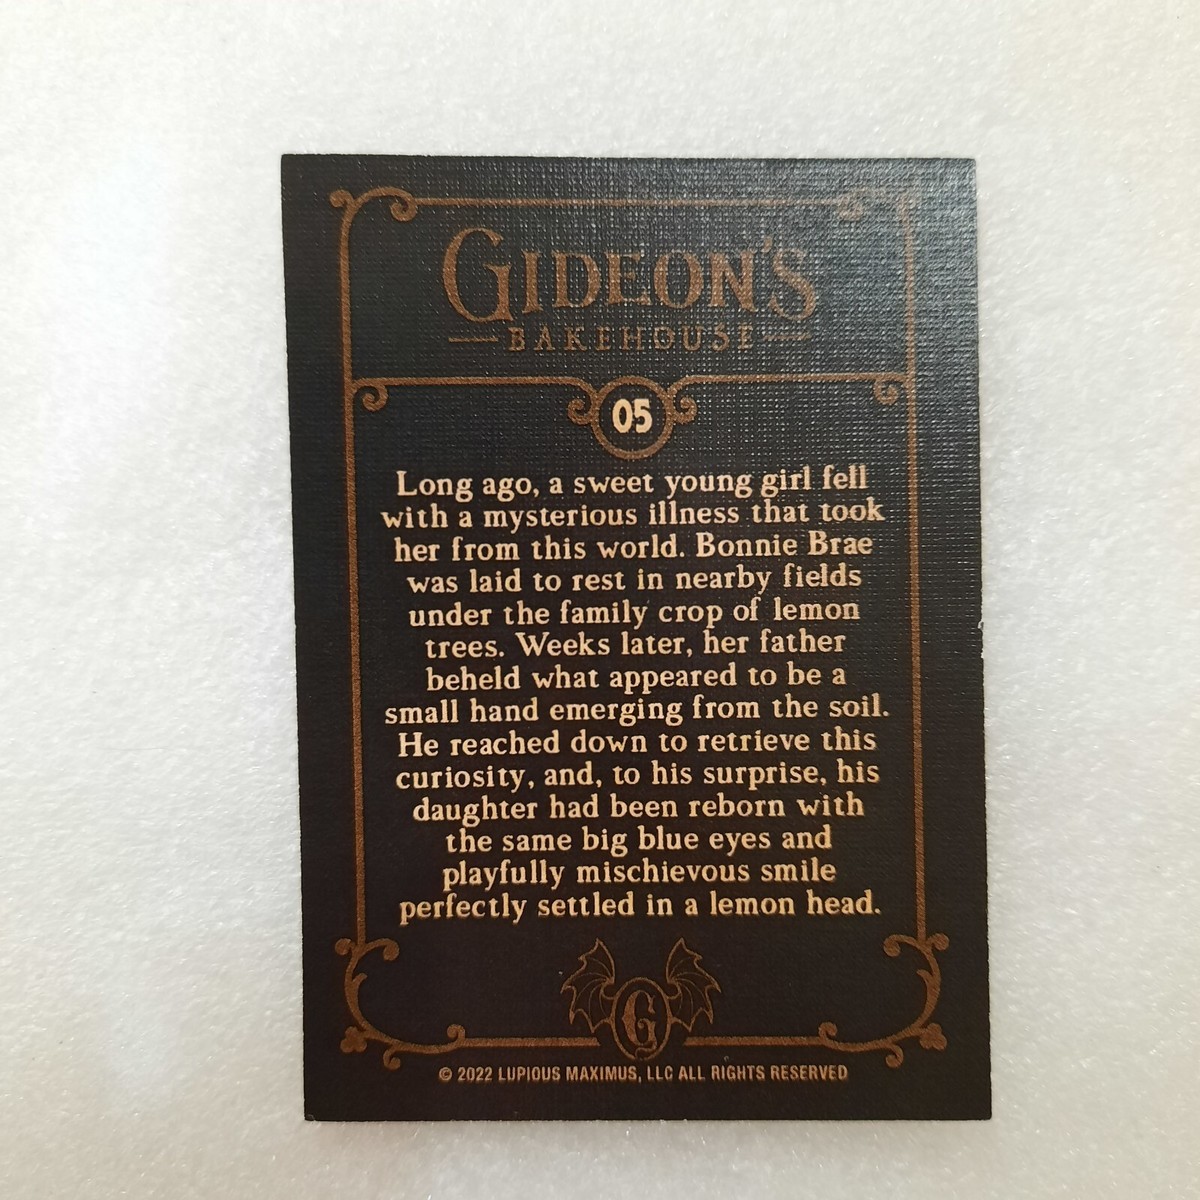 GIDEON'S
BAKEHOUSE
05
Long ago, a sweet young girl fell
with a mysterious illness that took
her from this world. Bonnie Brae
was laid to rest in nearby fields
under the family crop of lemon
trees. Weeks later, her father
beheld what appeared to be a
small hand emerging from the soil.
He reached down to retrieve this
curiosity, and, to his surprise, his
daughter had been reborn with
the same big blue eyes and
playfully mischievous smile
perfectly settled in a lemon head.
G
© 2022 LUPIOUS MAXIMUS, LLC ALL RIGHTS RESERVED